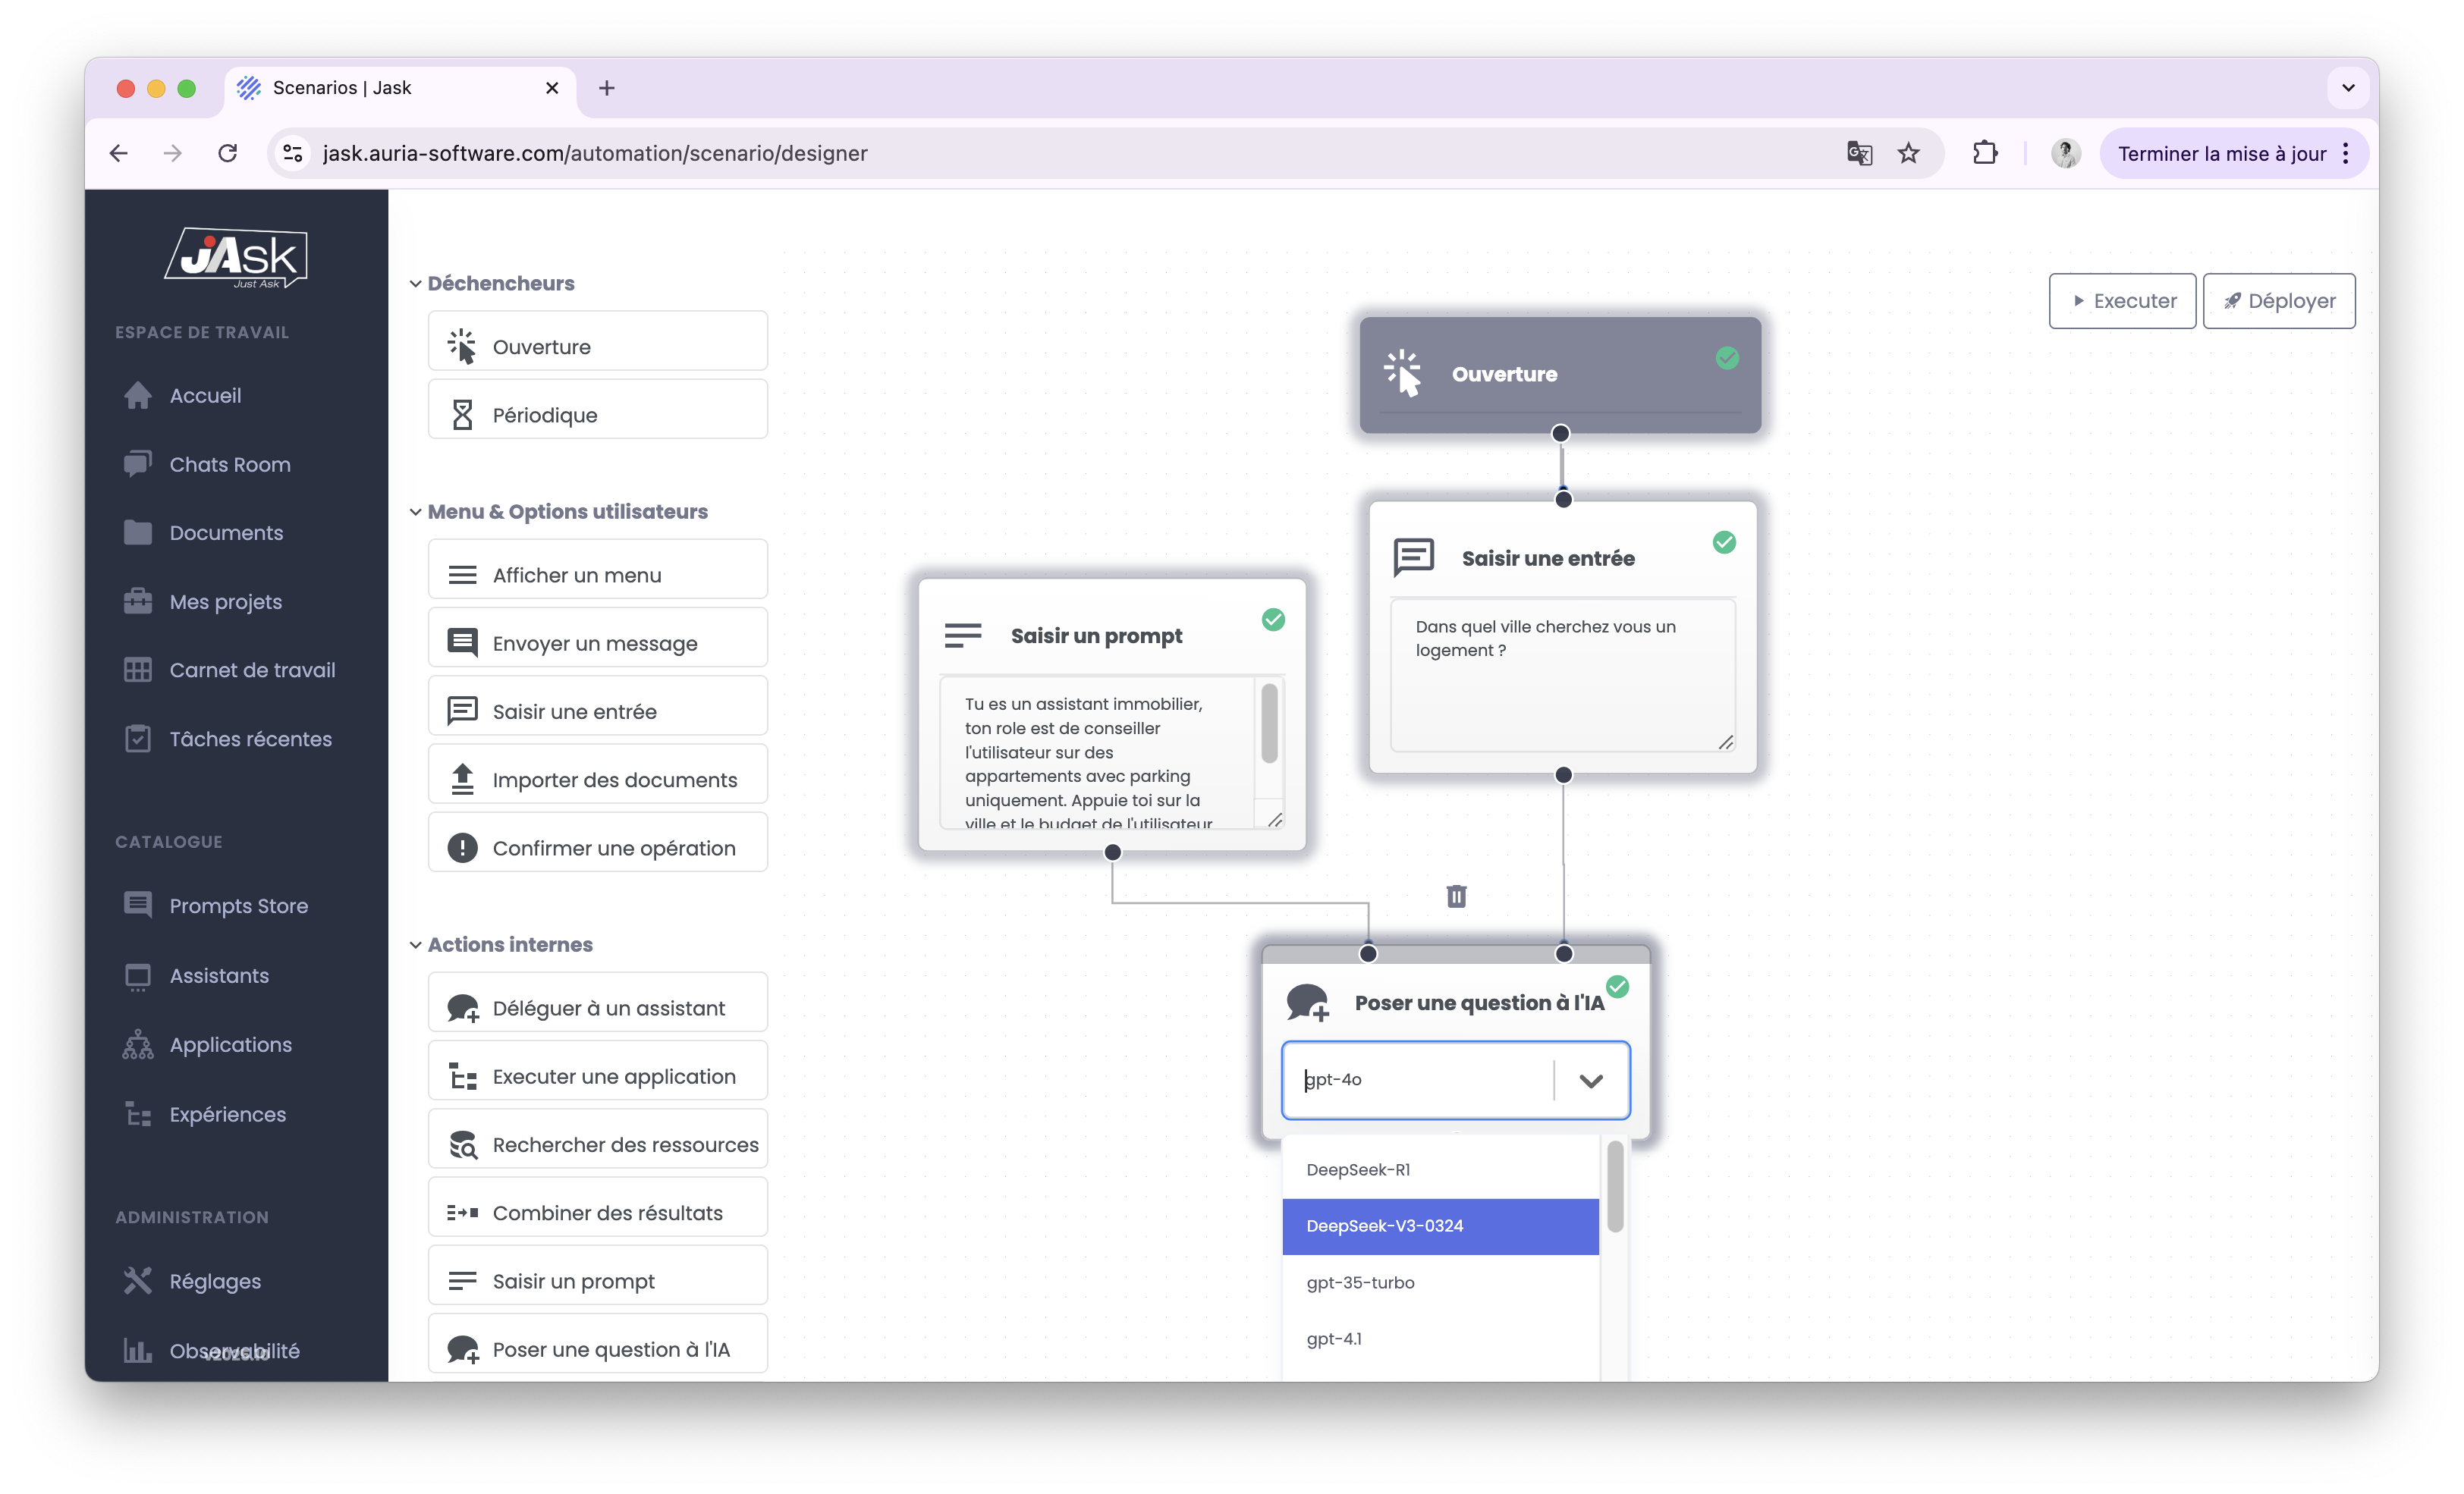 Scenarios | Jask
jask.auria-software.com/automation/scenario/designer
Terminer la mise à jour
jAsk
Just Ask
ESPACE DE TRAVAIL
Accueil
Chats Room
Documents
Mes projets
Carnet de travail
Tâches récentes
CATALOGUE
Prompts Store
Assistants
Applications
Expériences
ADMINISTRATION
Réglages
Observabilité
Déchencheurs
Ouverture
Périodique
Menu & Options utilisateurs
Afficher un menu
Envoyer un message
Saisir une entrée
Importer des documents
Confirmer une opération
Actions internes
Déléguer à un assistant
Executer une application
Rechercher des ressources
Combiner des résultats
Saisir un prompt
Poser une question à l'IA
Executer
Déployer
Ouverture
Saisir une entrée
Dans quel ville cherchez vous un
logement ?
Saisir un prompt
Tu es un assistant immobilier,
ton role est de conseiller
l'utilisateur sur des
appartements avec parking
uniquement. Appuie toi sur la
ville et le budget de l'utilisateur
Poser une question à l'IA
gpt-4o
DeepSeek-R1
DeepSeek-V3-0324
gpt-35-turbo
gpt-4.1